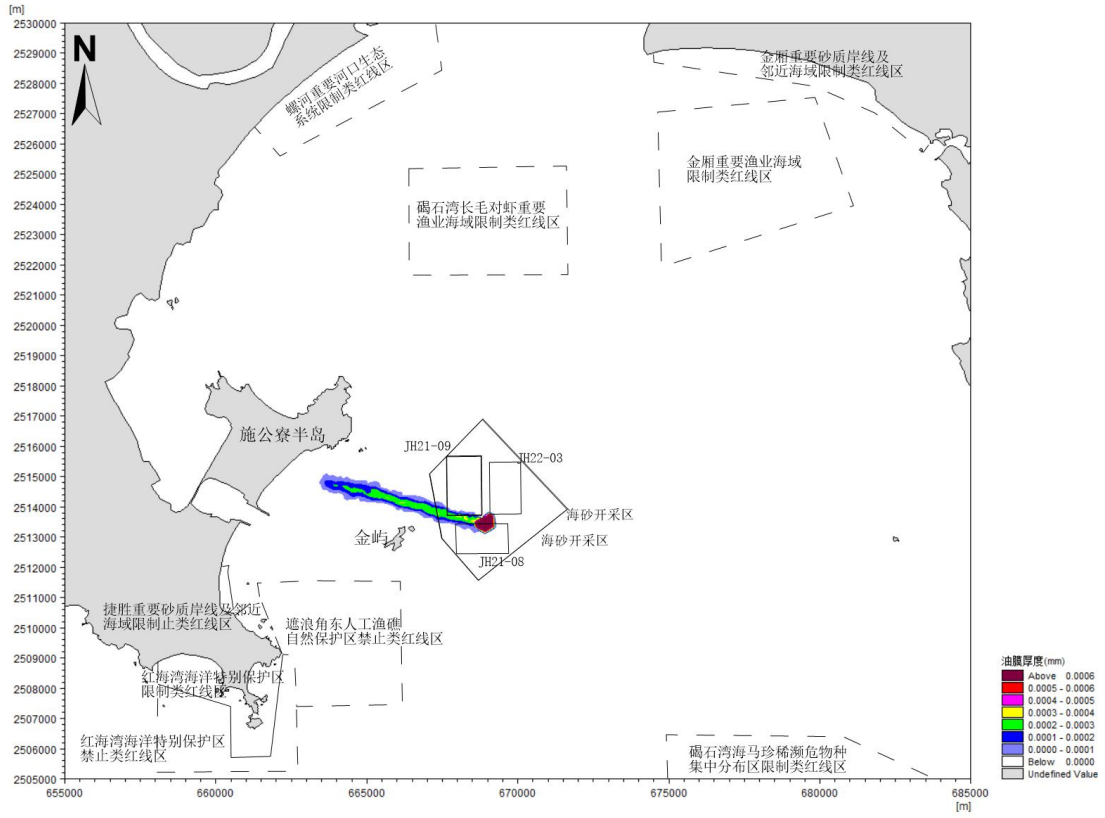 [m]
2530000
2529000
2528000
2527000
2526000
2525000
2524000
2523000
2522000
2521000
2520000
2519000
2518000
2517000
2516000
2515000
2514000
2513000
2512000
2511000
2510000
2509000
2508000
2507000
2506000
2505000
N
螺河重要河口生态
系统限制类红线区
金厢重要砂质岸线及
邻近海域限制类红线区
金厢重要渔业海域
限制类红线区
碣石湾长毛对虾重要
渔业海域限制类红线区
施公寮半岛
JH21-09
JH22-03
海砂开采区
金屿
海砂开采区
JH21-08
捷胜重要砂质岸线及邻近
海域限制止类红线区
遮浪角东人工渔礁
自然保护区禁止类红线区
红海湾海洋特别保护区
限制类红线区
红海湾海洋特别保护区
禁止类红线区
碣石湾海马珍稀濒危物种
集中分布区限制类红线区
655000
660000
665000
670000
675000
680000
685000
[m]
油膜厚度(mm)
Above 0.0006
0.0005 - 0.0006
0.0004 - 0.0005
0.0003 - 0.0004
0.0002 - 0.0003
0.0001 - 0.0002
0.0000 - 0.0001
Below 0.0000
Undefined Value